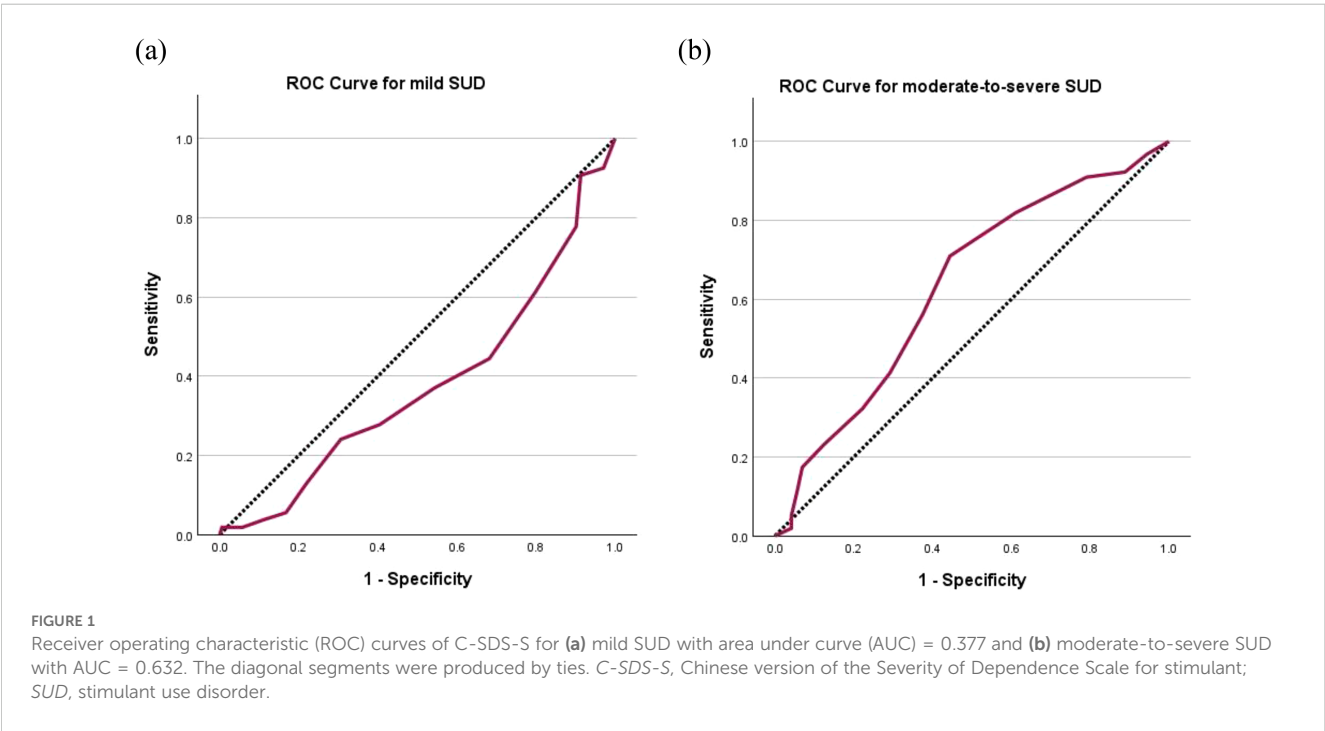 (a)
ROC Curve for mild SUD
Sensitivity
1.0
0.8
0.6
0.4
0.2
0.0
0.0 0.2 0.4 0.6 0.8 1.0
1 - Specificity
(b)
ROC Curve for moderate-to-severe SUD
Sensitivity
1.0
0.8
0.6
0.4
0.2
0.0
0.0 0.2 0.4 0.6 0.8 1.0
1 - Specificity
FIGURE 1
Receiver operating characteristic (ROC) curves of C-SDS-S for (a) mild SUD with area under curve (AUC) = 0.377 and (b) moderate-to-severe SUD
with AUC = 0.632. The diagonal segments were produced by ties. C-SDS-S, Chinese version of the Severity of Dependence Scale for stimulant;
SUD, stimulant use disorder.